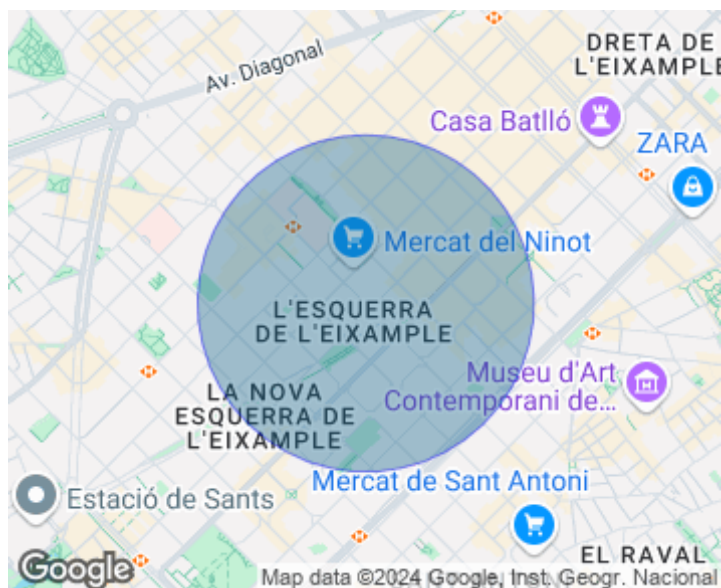 DRETA DE
L'EIXAMPLE
Av. Diagonal
Casa Batlló
ZARA
Mercat del Ninot
L'ESQUERRA
DE L'EIXAMPLE
Museu d'Art
Contemporani de...
LA NOVA
ESQUERRA DE
L'EIXAMPLE
Mercat de Sant Antoni
Estació de Sants
EL RAVAL
Google
Map data ©2024 Google, Inst. Geogr. Nacional